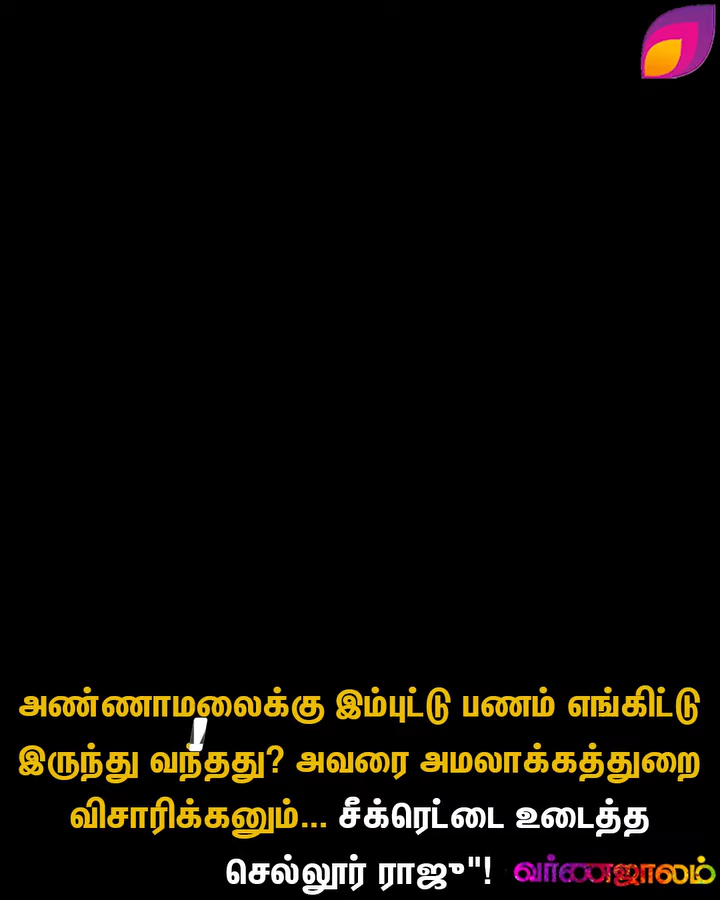 அண்ணாமலைக்கு இம்புட்டு பணம் எங்கிட்டு
இருந்து வந்தது? அவரை அமலாக்கத்துறை
விசாரிக்கனும்... சீக்ரெட்டை உடைத்த
செல்லூர் ராஜு"! வர்ணஜாலம்